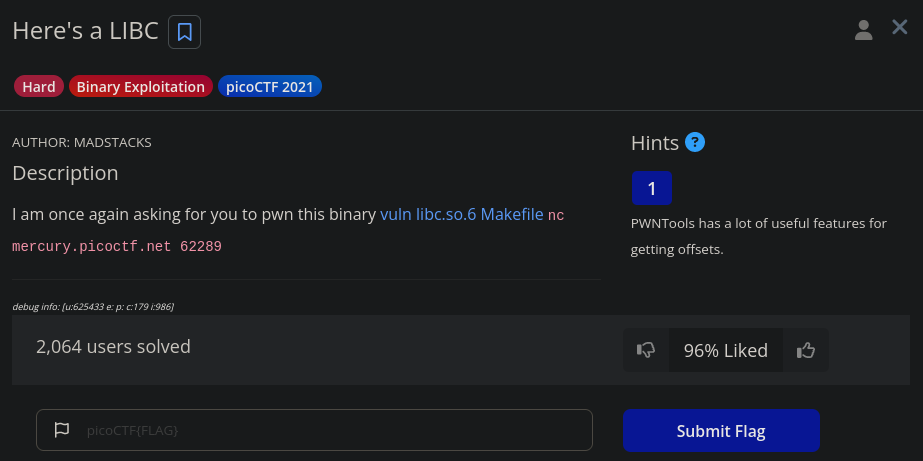 Here's a LIBC
Hard Binary Exploitation picoCTF 2021
AUTHOR: MADSTACKS
Description
I am once again asking for you to pwn this binary vuln libc.so.6 Makefile nc
mercury.picoctf.net 62289
Hints ?
1
PWNTools has a lot of useful features for
getting offsets.
debug info: [u:625433 e: p: c:179 i:986]
2,064 users solved
96% Liked
picoCTF{FLAG}
Submit Flag